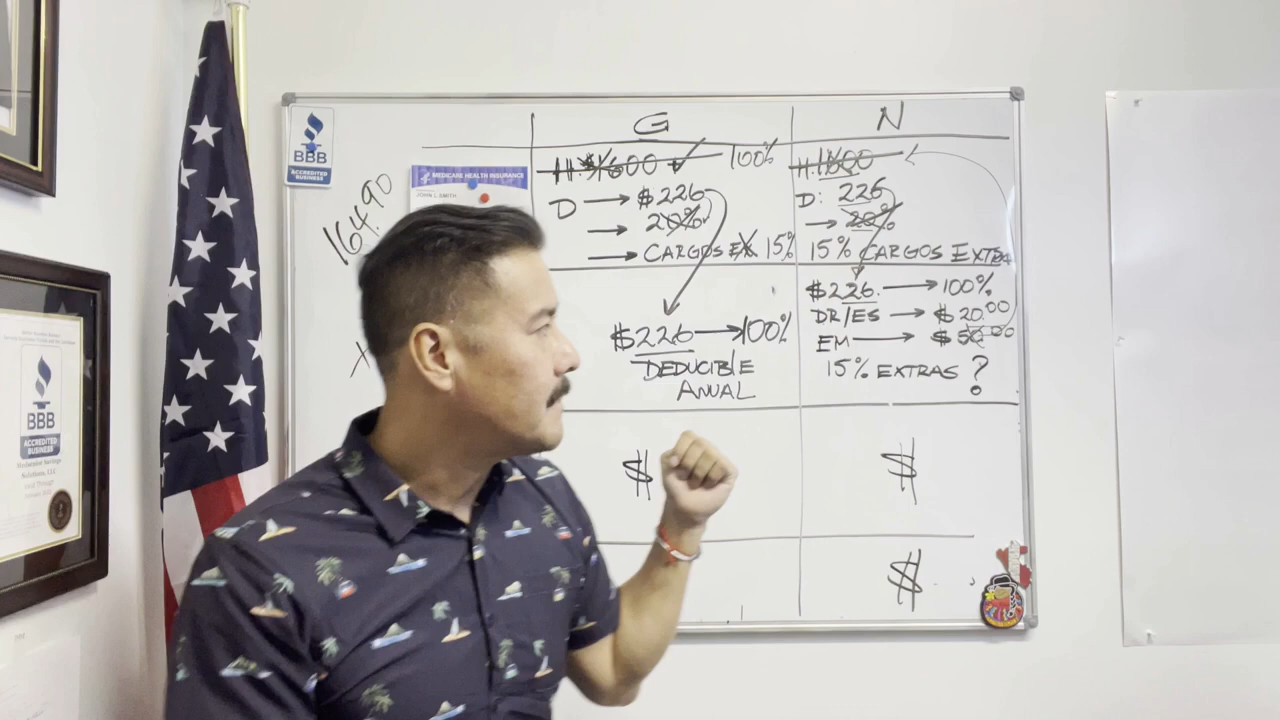 G
N
BBB
ACCREDITED
BUSINESS
MEDICARE HEALTH INSURANCE
JOHN L SMITH
164.90
H: $1600 100%
D → $226
20%
→ CARGOS EX 15%
$226 → 100%
DEDUCIBLE
ANUAL
$
H: 1600
D: 226
→ 20%
15% CARGOS EXTRA
$226. → 100%
DR/ES → $20.00
EM → $50.00
15% EXTRAS ?
$
$
BBB
ACCREDITED
BUSINESS